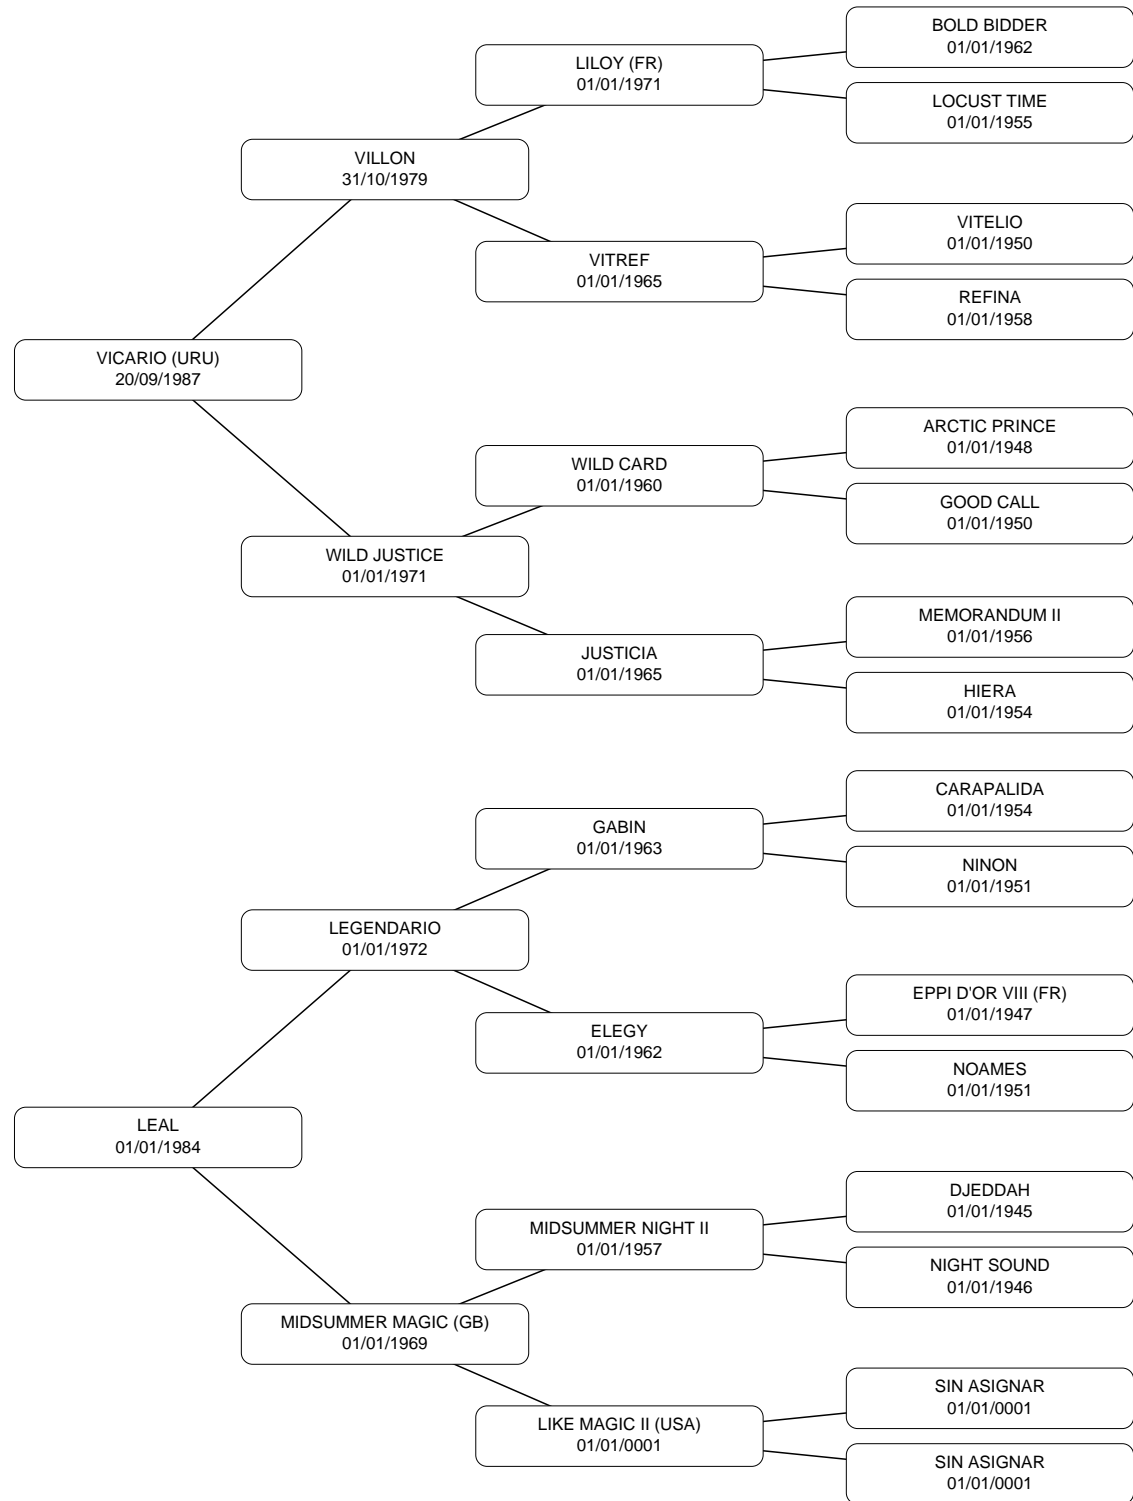 BOLD BIDDER
01/01/1962
LILOY (FR)
01/01/1971
LOCUST TIME
01/01/1955
VILLON
31/10/1979
VITELIO
01/01/1950
VITREF
01/01/1965
REFINA
01/01/1958
VICARIO (URU)
20/09/1987
ARCTIC PRINCE
01/01/1948
WILD CARD
01/01/1960
GOOD CALL
01/01/1950
WILD JUSTICE
01/01/1971
MEMORANDUM II
01/01/1956
JUSTICIA
01/01/1965
HIERA
01/01/1954
CARAPALIDA
01/01/1954
GABIN
01/01/1963
NINON
01/01/1951
LEGENDARIO
01/01/1972
EPPI D'OR VIII (FR)
01/01/1947
ELEGY
01/01/1962
NOAMES
01/01/1951
LEAL
01/01/1984
DJEDDAH
01/01/1945
MIDSUMMER NIGHT II
01/01/1957
NIGHT SOUND
01/01/1946
MIDSUMMER MAGIC (GB)
01/01/1969
SIN ASIGNAR
01/01/0001
LIKE MAGIC II (USA)
01/01/0001
SIN ASIGNAR
01/01/0001